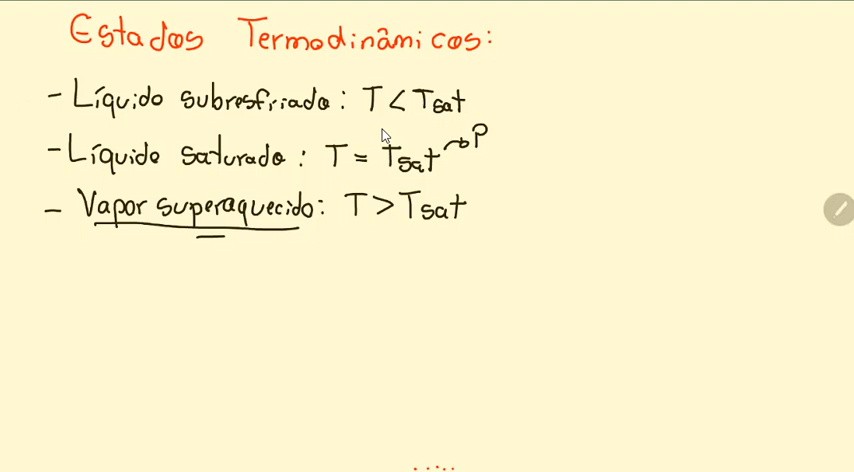 Estados Termodinâmicos:
- Líquido subresfriado: T < Tsat
- Líquido saturado: T = Tsat → P
- Vapor superaquecido: T > Tsat